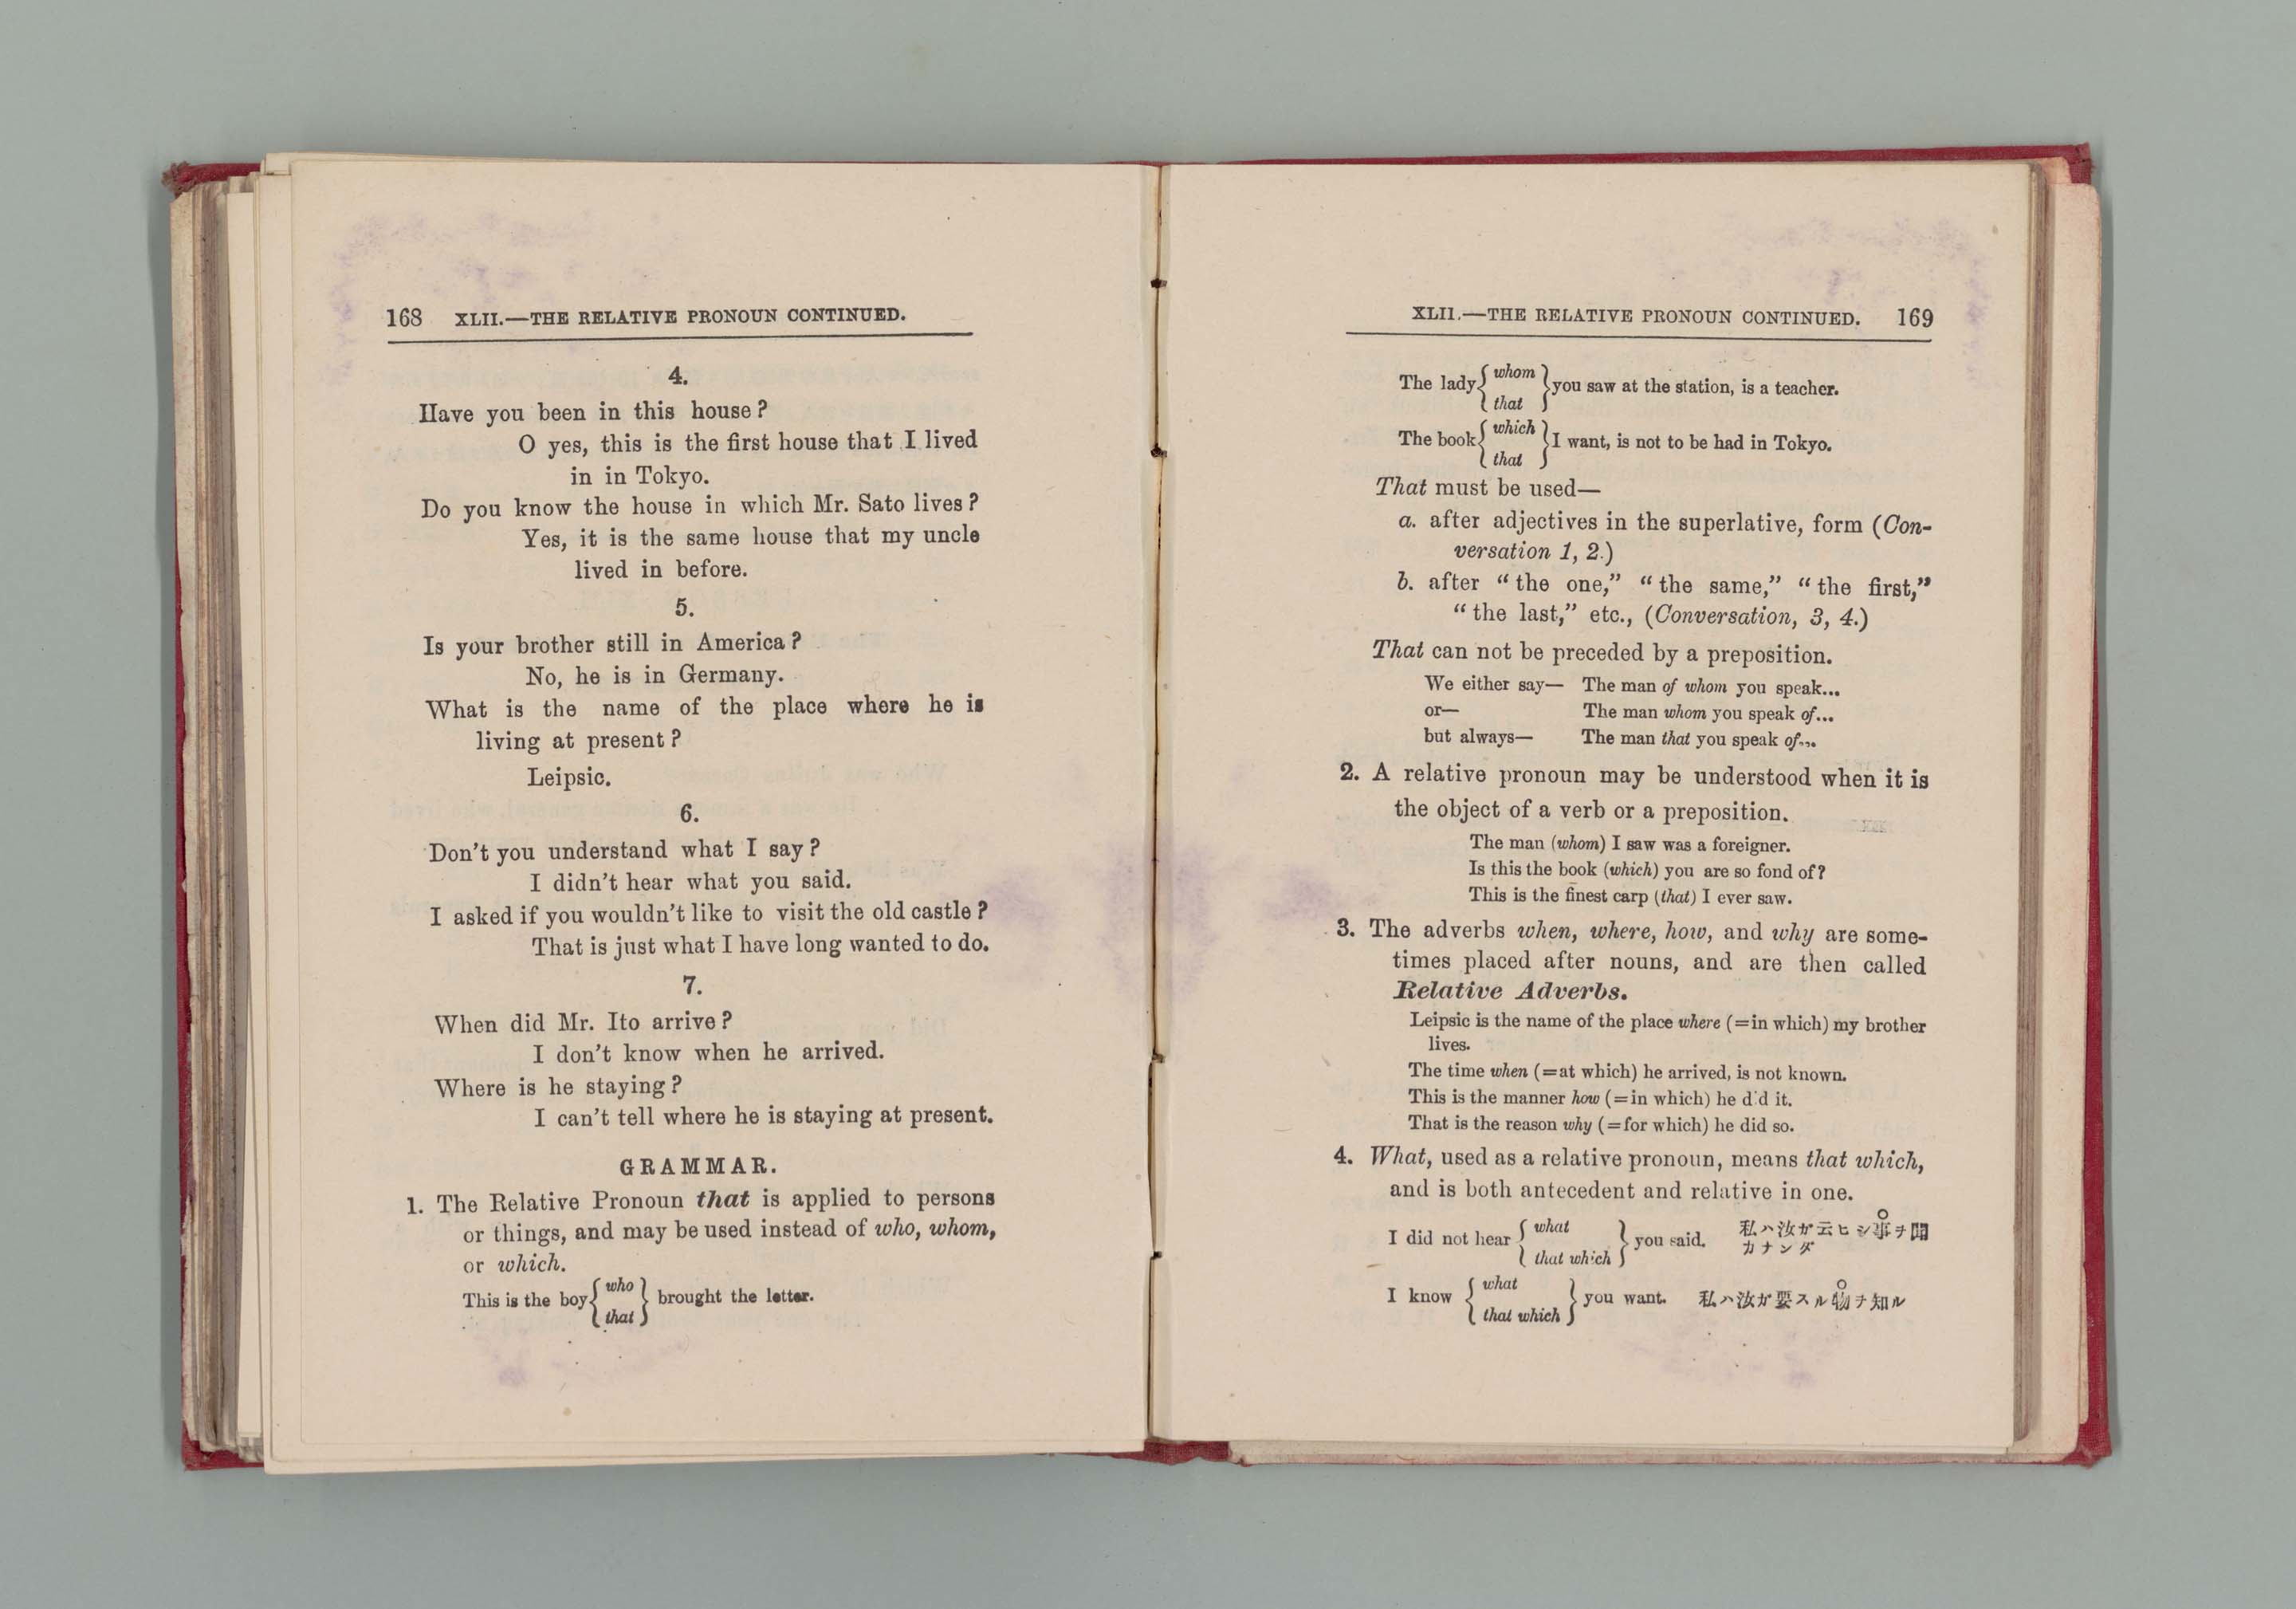 168 XLII.—THE RELATIVE PRONOUN CONTINUED.
4.
Have you been in this house?
O yes, this is the first house that I lived
in in Tokyo.
Do you know the house in which Mr. Sato lives?
Yes, it is the same house that my uncle
lived in before.
5.
Is your brother still in America?
No, he is in Germany.
What is the name of the place where he is
living at present?
Leipsic.
6.
Don't you understand what I say?
I didn't hear what you said.
I asked if you wouldn't like to visit the old castle?
That is just what I have long wanted to do.
7.
When did Mr. Ito arrive?
I don't know when he arrived.
Where is he staying?
I can't tell where he is staying at present.
GRAMMAR.
1. The Relative Pronoun that is applied to persons
or things, and may be used instead of who, whom,
or which.
This is the boy { who / that } brought the letter.
XLII.—THE RELATIVE PRONOUN CONTINUED. 169
The lady { whom / that } you saw at the station, is a teacher.
The book { which / that } I want, is not to be had in Tokyo.
That must be used—
a. after adjectives in the superlative, form (Con-
versation 1, 2.)
b. after "the one," "the same," "the first,"
"the last," etc., (Conversation, 3, 4.)
That can not be preceded by a preposition.
We either say— The man of whom you speak...
or— The man whom you speak of...
but always— The man that you speak of...
2. A relative pronoun may be understood when it is
the object of a verb or a preposition.
The man (whom) I saw was a foreigner.
Is this the book (which) you are so fond of?
This is the finest carp (that) I ever saw.
3. The adverbs when, where, how, and why are some-
times placed after nouns, and are then called
Relative Adverbs.
Leipsic is the name of the place where (=in which) my brother
lives.
The time when (=at which) he arrived, is not known.
This is the manner how (=in which) he did it.
That is the reason why (=for which) he did so.
4. What, used as a relative pronoun, means that which,
and is both antecedent and relative in one.
I did not hear { what / that which } you said. 私ハ汝ガ云ヒシ事ヲ聞
カナンダ
I know { what / that which } you want. 私ハ汝ガ要スル物ヲ知ル